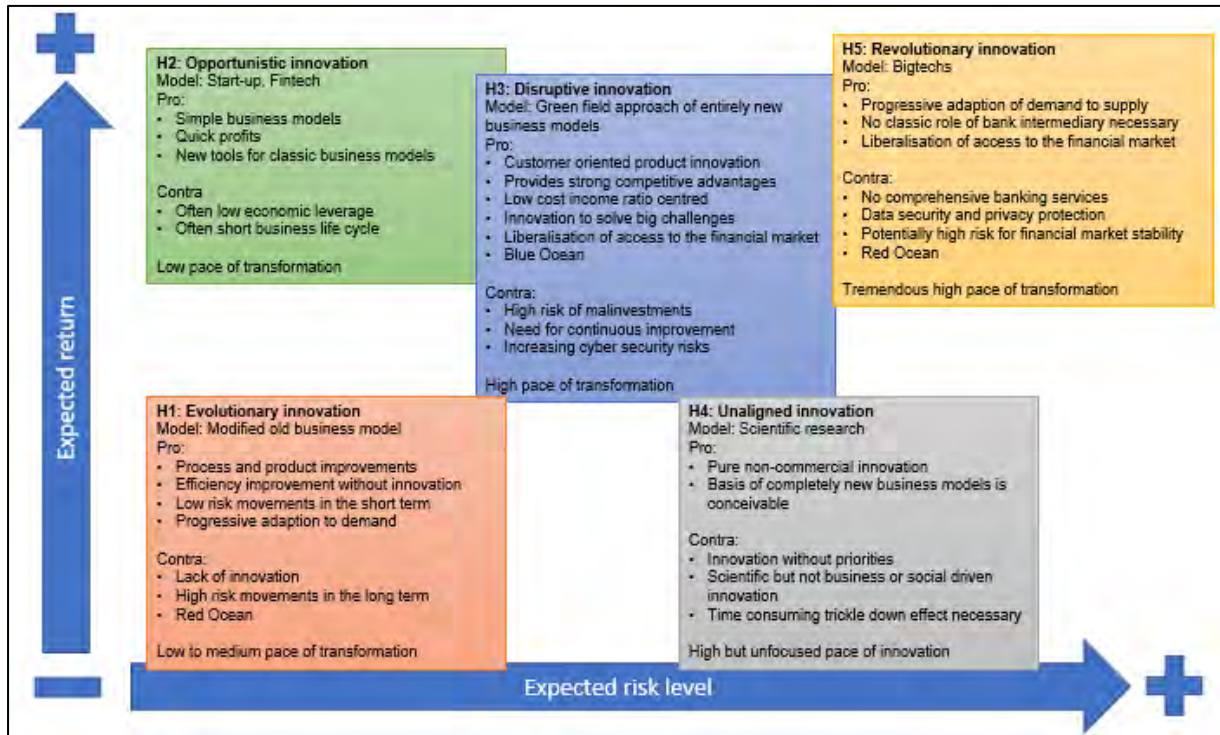 H2: Opportunistic innovation
Model: Start-up, Fintech
Pro:
• Simple business models
• Quick profits
• New tools for classic business models
Contra
• Often low economic leverage
• Often short business life cycle
Low pace of transformation
H3: Disruptive innovation
Model: Green field approach of entirely new
business models
Pro:
• Customer oriented product innovation
• Provides strong competitive advantages
• Low cost income ratio centred
• Innovation to solve big challenges
• Liberalisation of access to the financial market
• Blue Ocean
Contra:
• High risk of malinvestments
• Need for continuous improvement
• Increasing cyber security risks
High pace of transformation
H5: Revolutionary innovation
Model: Bigtechs
Pro:
• Progressive adaption of demand to supply
• No classic role of bank intermediary necessary
• Liberalisation of access to the financial market
Contra:
• No comprehensive banking services
• Data security and privacy protection
• Potentially high risk for financial market stability
• Red Ocean
Tremendous high pace of transformation
H1: Evolutionary innovation
Model: Modified old business model
Pro:
• Process and product improvements
• Efficiency improvement without innovation
• Low risk movements in the short term
• Progressive adaption to demand
Contra:
• Lack of innovation
• High risk movements in the long term
• Red Ocean
Low to medium pace of transformation
H4: Unaligned innovation
Model: Scientific research
Pro:
• Pure non-commercial innovation
• Basis of completely new business models is
conceivable
Contra:
• Innovation without priorities
• Scientific but not business or social driven
innovation
• Time consuming trickle down effect necessary
High but unfocused pace of innovation
Expected return
Expected risk level